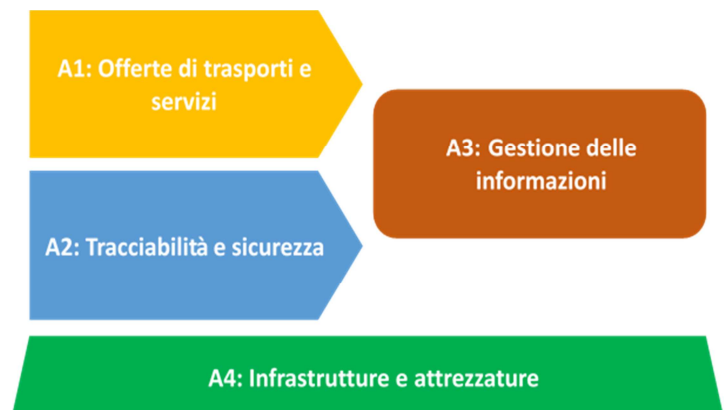 A1: Offerte di trasporti e
servizi
A2: Tracciabilità e sicurezza
A3: Gestione delle
informazioni
A4: Infrastrutture e attrezzature